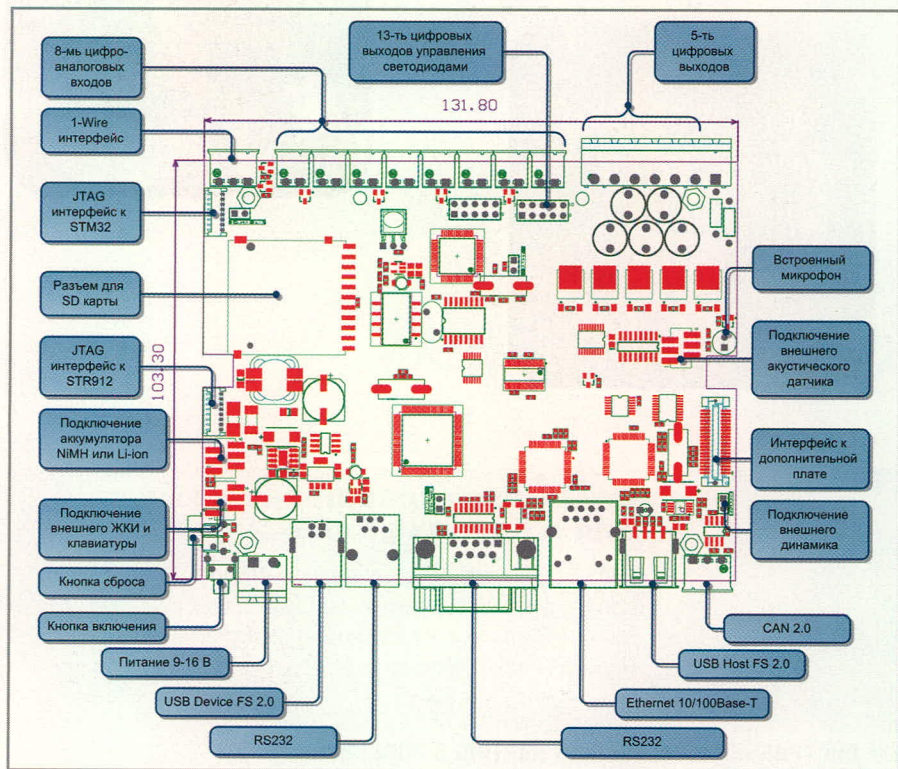 8-мь цифро-
аналоговых
входов
13-ть цифровых
выходов управления
светодиодами
5-ть
цифровых
выходов
131.80
1-Wire
интерфейс
JTAG
интерфейс к
STM32
Разъем для
SD карты
103.30
JTAG
интерфейс к
STR912
Подключение
аккумулятора
NiMH или Li-ion
Подключение
внешнего ЖКИ и
клавиатуры
Кнопка сброса
Кнопка включения
Питание 9-16 В
USB Device FS 2.0
RS232
Встроенный
микрофон
Подключение
внешнего
акустического
датчика
Интерфейс к
дополнительной
плате
Подключение
внешнего
динамика
CAN 2.0
USB Host FS 2.0
Ethernet 10/100Base-T
RS232